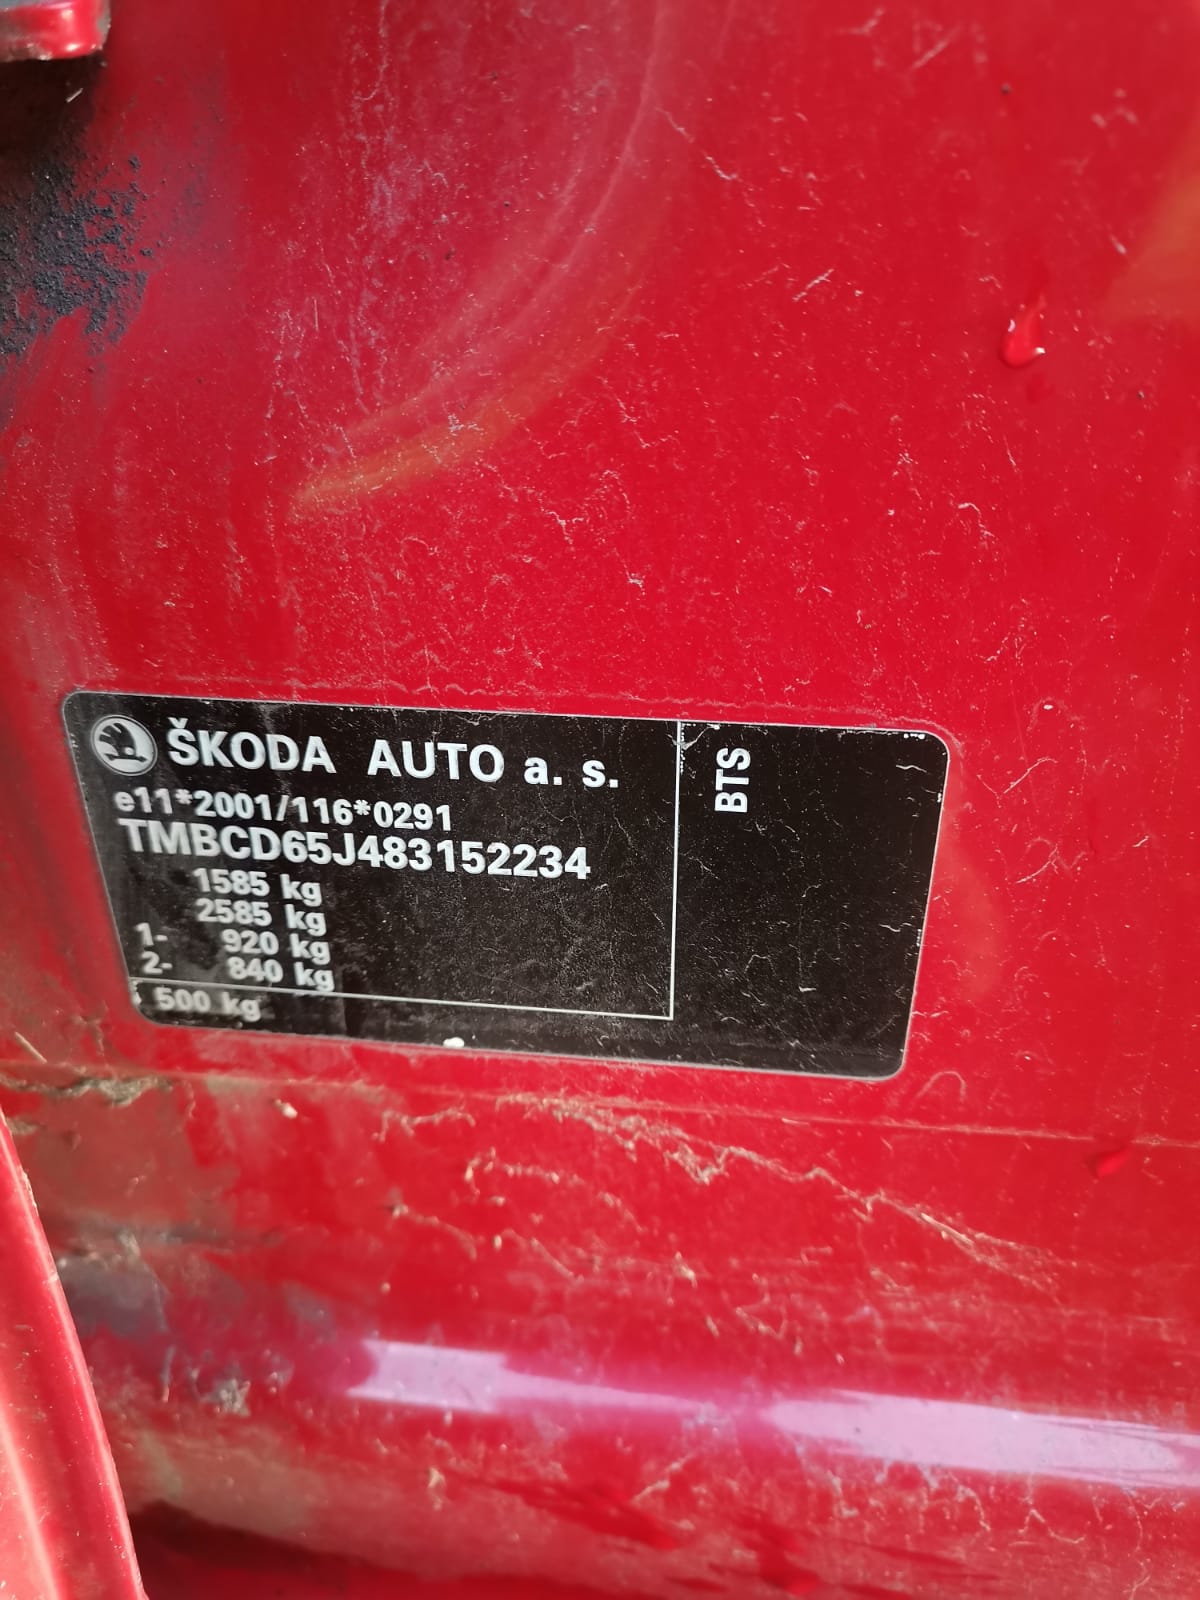 ŠKODA AUTO a. s.
e11*2001/116*0291
TMBCD65J483152234
1585 kg
2585 kg
1- 920 kg
2- 840 kg
500 kg
BTS